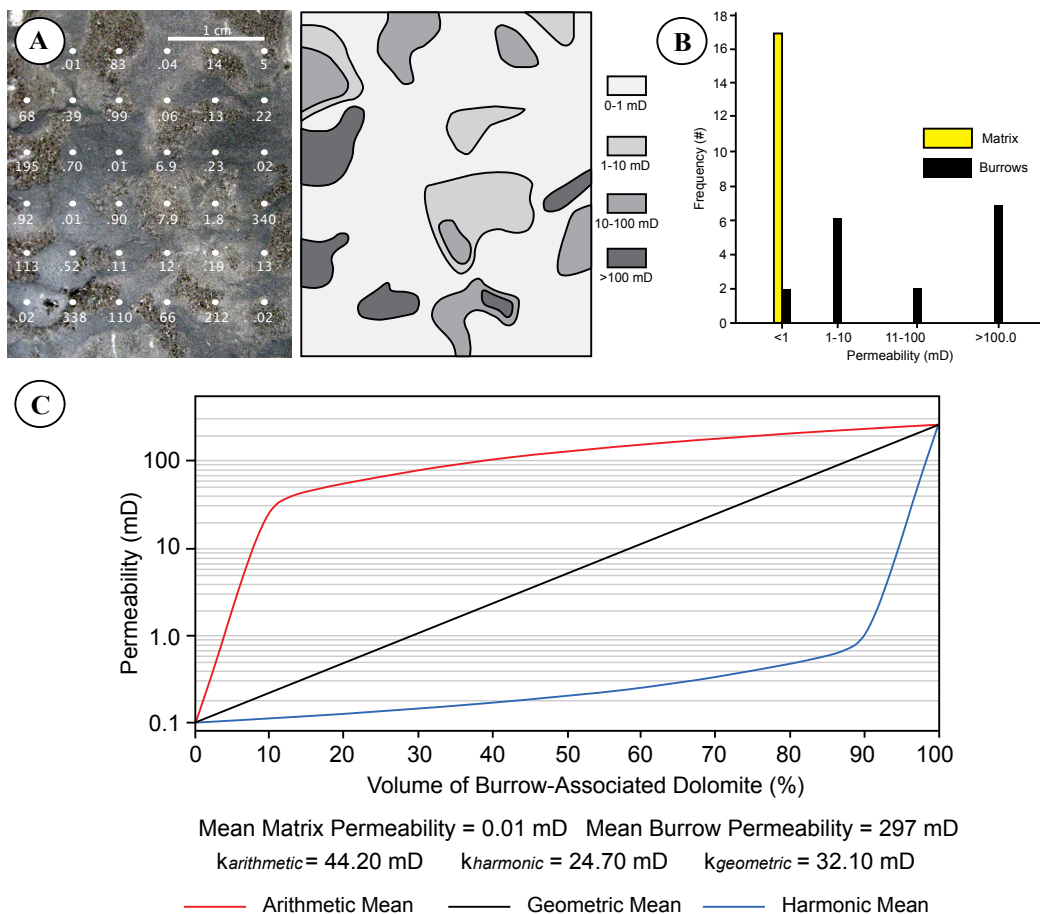 A
1 cm
.01 83 .04 14 5
68 .39 .99 .06 .13 .22
195 .70 .01 6.9 .23 .02
.92 .01 .90 7.9 1.8 340
113 .52 .11 12 .19 13
.02 338 110 66 212 .02
0-1 mD
1-10 mD
10-100 mD
>100 mD
B
18
16
14
12
10
8
6
4
2
0
Frequency (#)
Matrix
Burrows
<1 1-10 11-100 >100.0
Permeability (mD)
C
Permeability (mD)
100
10
1.0
0.1
0 10 20 30 40 50 60 70 80 90 100
Volume of Burrow-Associated Dolomite (%)
Mean Matrix Permeability = 0.01 mD Mean Burrow Permeability = 297 mD
karithmetic = 44.20 mD kharmonic = 24.70 mD kgeometric = 32.10 mD
Arithmetic Mean Geometric Mean Harmonic Mean